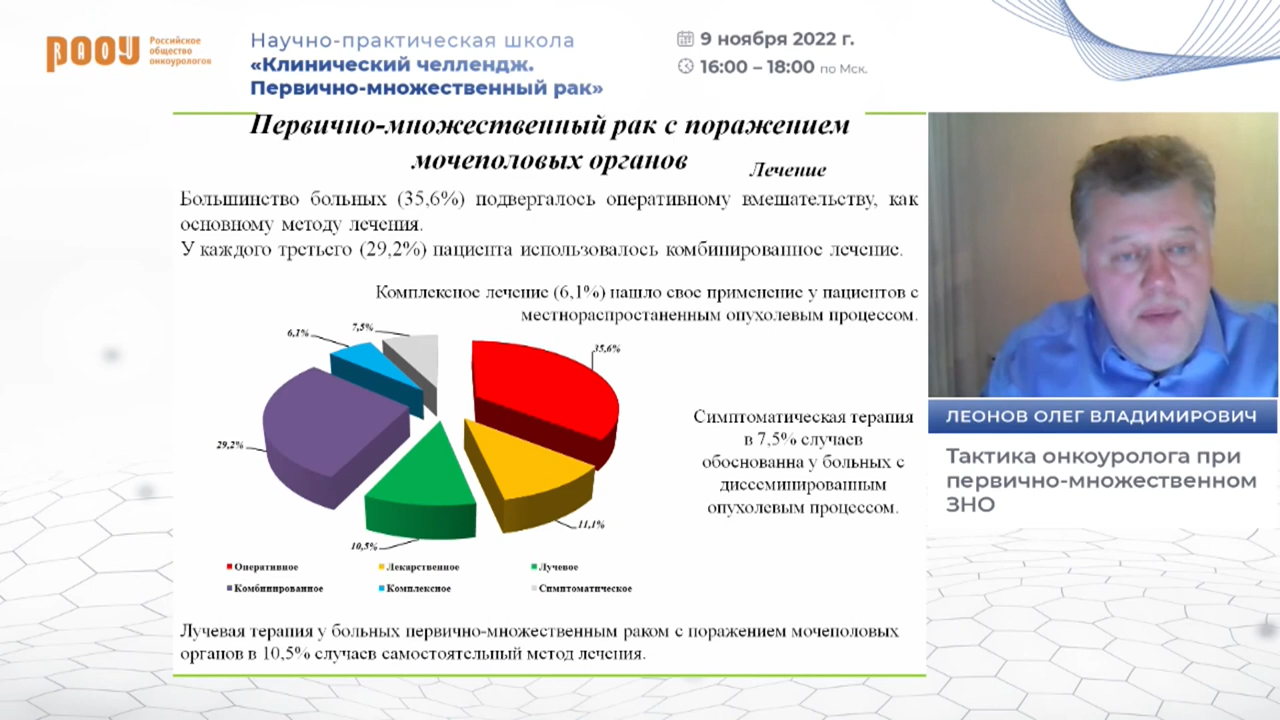 РАОУ
Российское
общество
онкоурологов
Научно-практическая школа
«Клинический челлендж.
Первично-множественный рак»
9 ноября 2022 г.
16:00 – 18:00 по Мск.
Первично-множественный рак с поражением
мочеполовых органов
Лечение
Большинство больных (35,6%) подвергалось оперативному вмешательству, как
основному методу лечения.
У каждого третьего (29,2%) пациента использовалось комбинированное лечение.
Комплексное лечение (6,1%) нашло свое применение у пациентов с
местнораспростаненным опухолевым процессом.
6,1%
7,5%
35,6%
29,2%
10,5%
11,1%
Симптоматическая терапия
в 7,5% случаев
обоснованна у больных с
диссеминированным
опухолевым процессом.
Оперативное
Лекарственное
Лучевое
Комбинированное
Комплексное
Симптоматическое
Лучевая терапия у больных первично-множественным раком с поражением мочеполовых
органов в 10,5% случаев самостоятельный метод лечения.
ЛЕОНОВ ОЛЕГ ВЛАДИМИРОВИЧ
Тактика онкоуролога при
первично-множественном
ЗНО